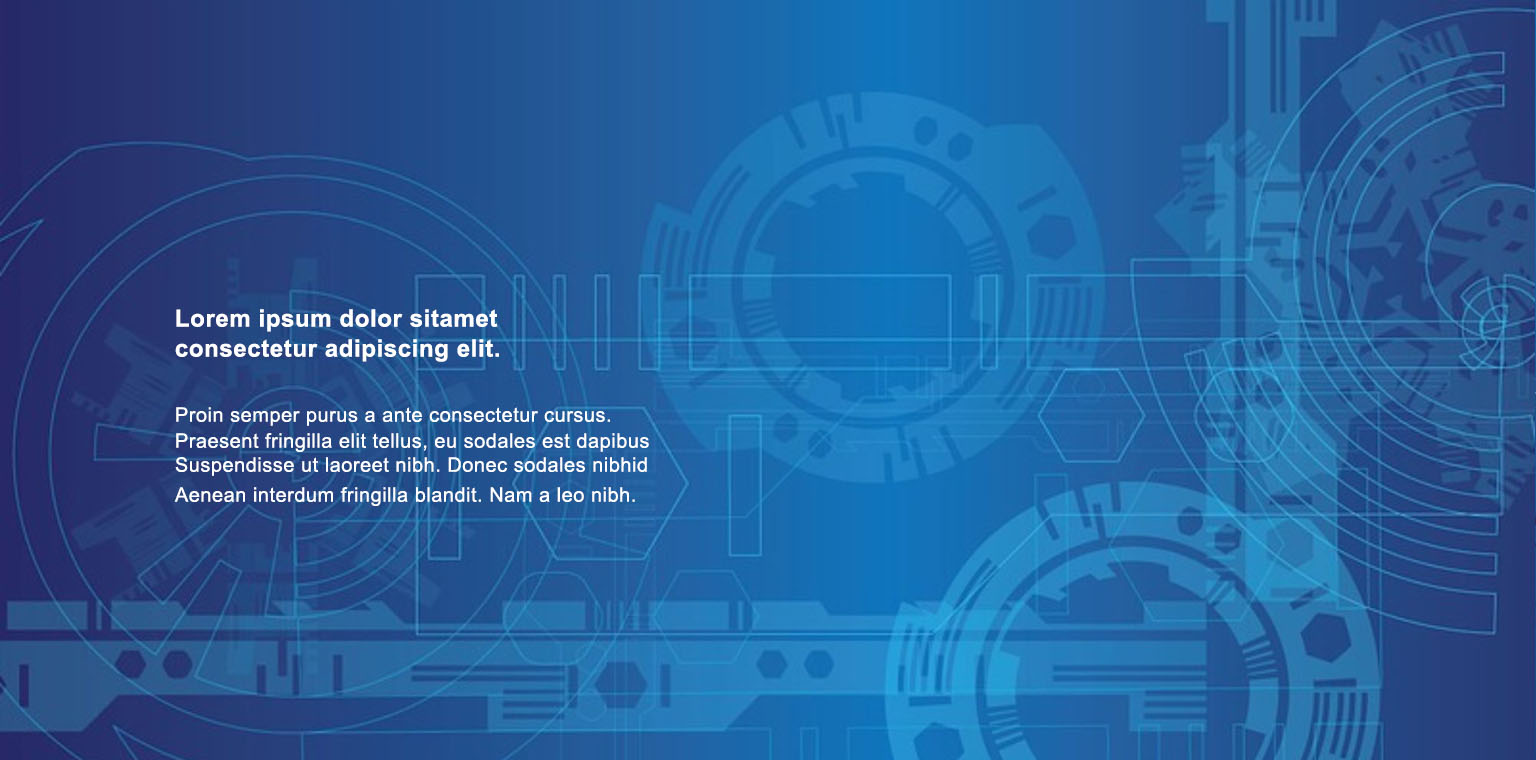 Lorem ipsum dolor sitamet
consectetur adipiscing elit.
Proin semper purus a ante consectetur cursus.
Praesent fringilla elit tellus, eu sodales est dapibus
Suspendisse ut laoreet nibh. Donec sodales nibhid
Aenean interdum fringilla blandit. Nam a leo nibh.